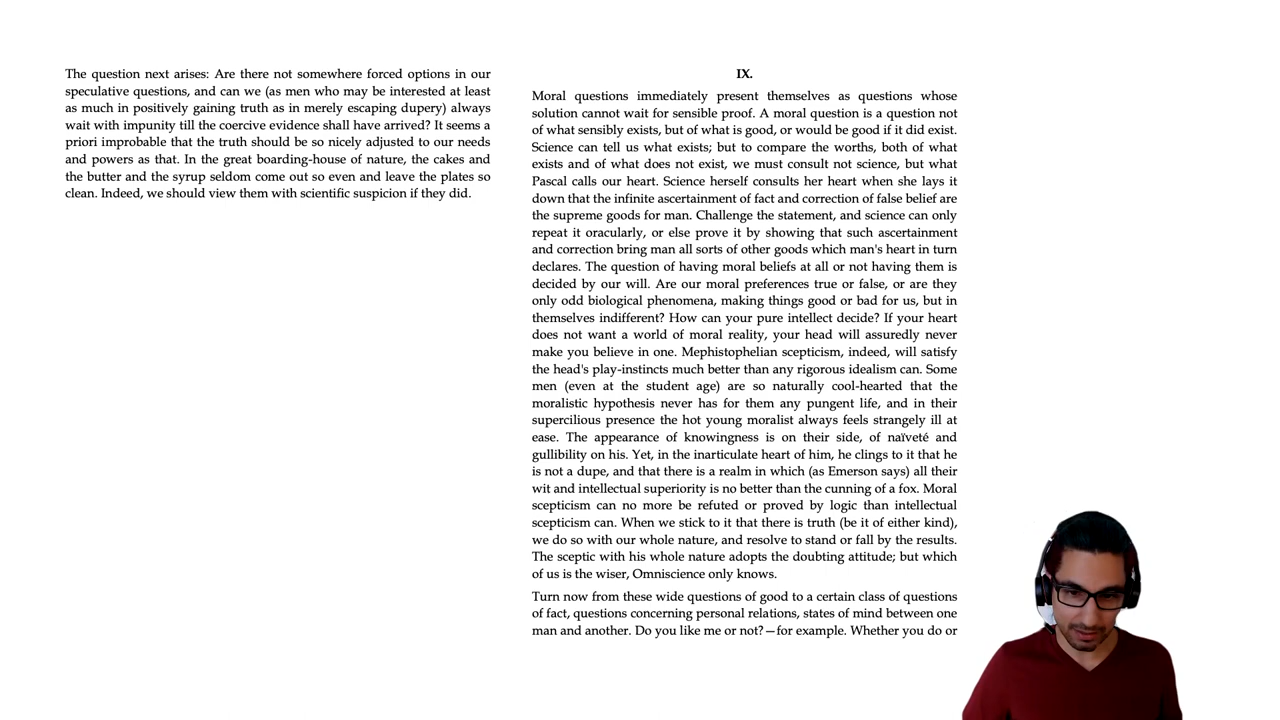 The question next arises: Are there not somewhere forced options in our
speculative questions, and can we (as men who may be interested at least
as much in positively gaining truth as in merely escaping dupery) always
wait with impunity till the coercive evidence shall have arrived? It seems a
priori improbable that the truth should be so nicely adjusted to our needs
and powers as that. In the great boarding-house of nature, the cakes and
the butter and the syrup seldom come out so even and leave the plates so
clean. Indeed, we should view them with scientific suspicion if they did.
IX.
Moral questions immediately present themselves as questions whose
solution cannot wait for sensible proof. A moral question is a question not
of what sensibly exists, but of what is good, or would be good if it did exist.
Science can tell us what exists; but to compare the worths, both of what
exists and of what does not exist, we must consult not science, but what
Pascal calls our heart. Science herself consults her heart when she lays it
down that the infinite ascertainment of fact and correction of false belief are
the supreme goods for man. Challenge the statement, and science can only
repeat it oracularly, or else prove it by showing that such ascertainment
and correction bring man all sorts of other goods which man's heart in turn
declares. The question of having moral beliefs at all or not having them is
decided by our will. Are our moral preferences true or false, or are they
only odd biological phenomena, making things good or bad for us, but in
themselves indifferent? How can your pure intellect decide? If your heart
does not want a world of moral reality, your head will assuredly never
make you believe in one. Mephistophelian scepticism, indeed, will satisfy
the head's play-instincts much better than any rigorous idealism can. Some
men (even at the student age) are so naturally cool-hearted that the
moralistic hypothesis never has for them any pungent life, and in their
supercilious presence the hot young moralist always feels strangely ill at
ease. The appearance of knowingness is on their side, of naïveté and
gullibility on his. Yet, in the inarticulate heart of him, he clings to it that he
is not a dupe, and that there is a realm in which (as Emerson says) all their
wit and intellectual superiority is no better than the cunning of a fox. Moral
scepticism can no more be refuted or proved by logic than intellectual
scepticism can. When we stick to it that there is truth (be it of either kind),
we do so with our whole nature, and resolve to stand or fall by the results.
The sceptic with his whole nature adopts the doubting attitude; but which
of us is the wiser, Omniscience only knows.
Turn now from these wide questions of good to a certain class of questions
of fact, questions concerning personal relations, states of mind between one
man and another. Do you like me or not?—for example. Whether you do or